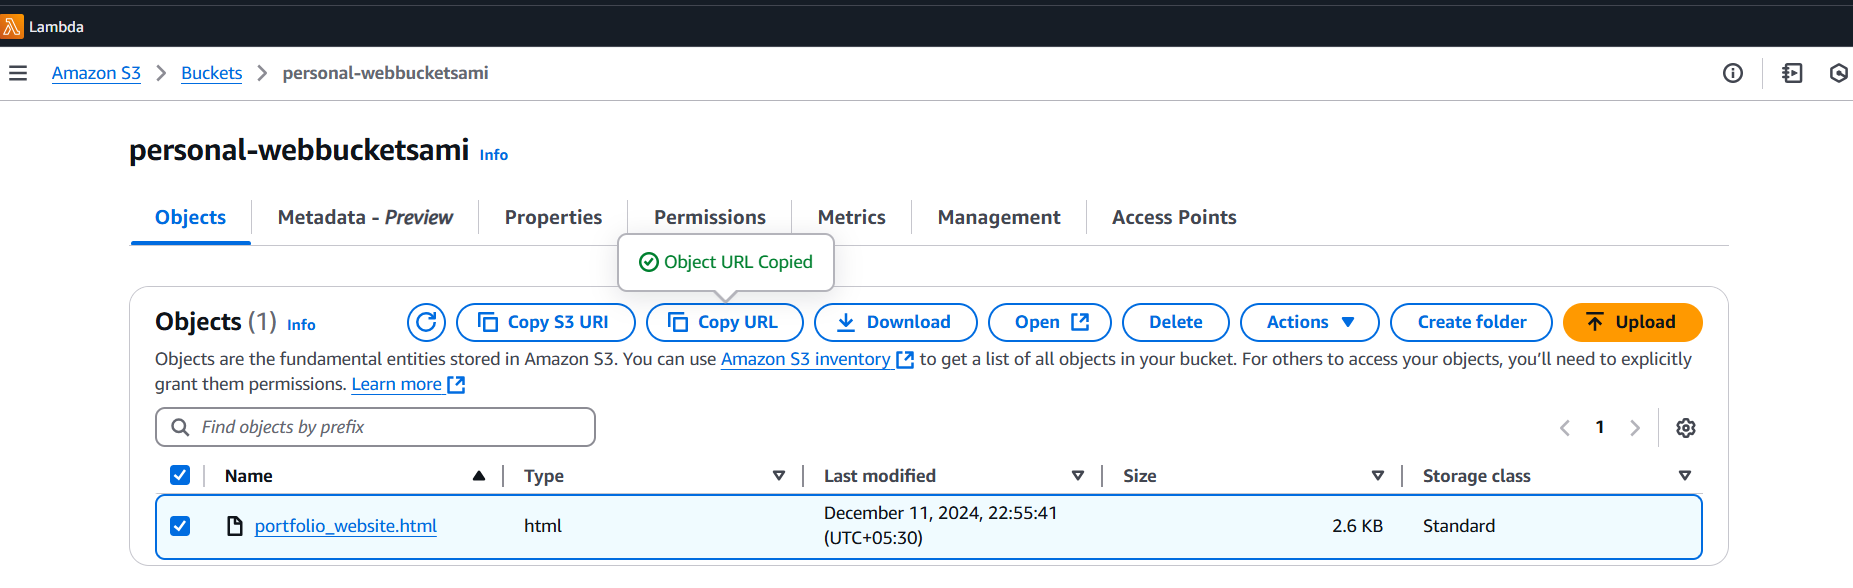 Lambda
Amazon S3 > Buckets > personal-webbucketsami
personal-webbucketsami Info
Objects Metadata - Preview Properties Permissions Metrics Management Access Points
Object URL Copied
Objects (1) Info Copy S3 URI Copy URL Download Open Delete Actions Create folder Upload
Objects are the fundamental entities stored in Amazon S3. You can use Amazon S3 inventory to get a list of all objects in your bucket. For others to access your objects, you’ll need to explicitly
grant them permissions. Learn more
Find objects by prefix 1
Name Type Last modified Size Storage class
portfolio_website.html html December 11, 2024, 22:55:41 2.6 KB Standard
(UTC+05:30)